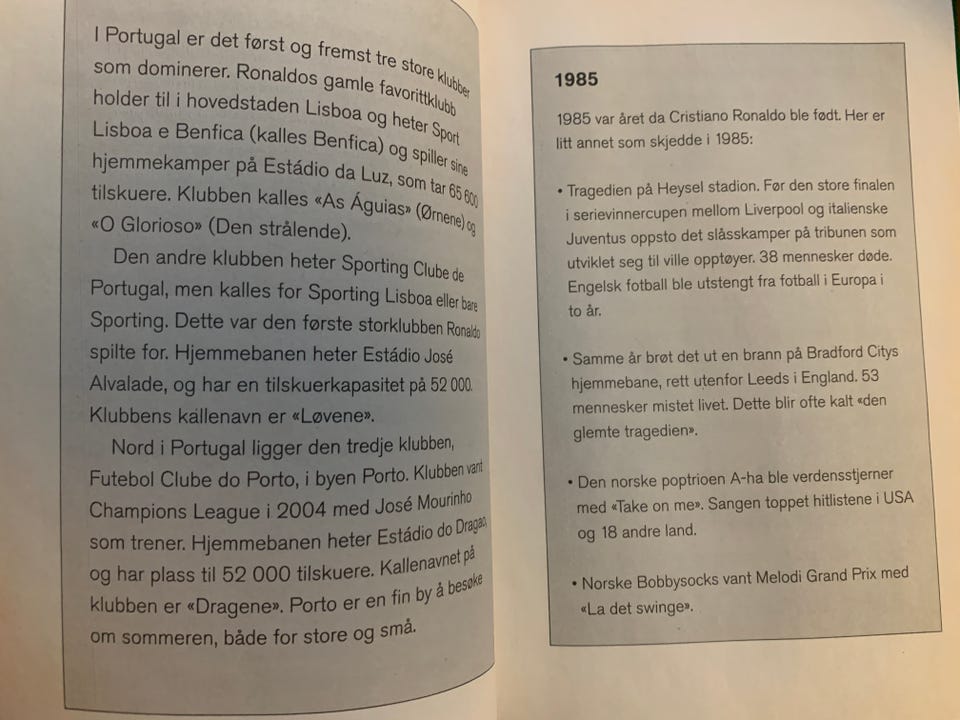 I Portugal er det først og fremst tre store klubber
som dominerer. Ronaldos gamle favorittklubb
holder til i hovedstaden Lisboa og heter Sport
Lisboa e Benfica (kalles Benfica) og spiller sine
hjemmekamper på Estádio da Luz, som tar 65 600
tilskuere. Klubben kalles «As Águias» (Ørnene) og
«O Glorioso» (Den strålende).
Den andre klubben heter Sporting Clube de
Portugal, men kalles for Sporting Lisboa eller bare
Sporting. Dette var den første storklubben Ronaldo
spilte for. Hjemmebanen heter Estádio José
Alvalade, og har en tilskuerkapasitet på 52 000.
Klubbens kallenavn er «Løvene».
Nord i Portugal ligger den tredje klubben,
Futebol Clube do Porto, i byen Porto. Klubben vant
Champions League i 2004 med José Mourinho
som trener. Hjemmebanen heter Estádio do Dragao,
og har plass til 52 000 tilskuere. Kallenavnet på
klubben er «Dragene». Porto er en fin by å besøke
om sommeren, både for store og små.
1985
1985 var året da Cristiano Ronaldo ble født. Her er
litt annet som skjedde i 1985:
• Tragedien på Heysel stadion. Før den store finalen
i serievinnercupen mellom Liverpool og italienske
Juventus oppsto det slåsskamper på tribunen som
utviklet seg til ville opptøyer. 38 mennesker døde.
Engelsk fotball ble utstengt fra fotball i Europa i
to år.
• Samme år brøt det ut en brann på Bradford Citys
hjemmebane, rett utenfor Leeds i England. 53
mennesker mistet livet. Dette blir ofte kalt «den
glemte tragedien».
• Den norske poptrioen A-ha ble verdensstjerner
med «Take on me». Sangen toppet hitlistene i USA
og 18 andre land.
• Norske Bobbysocks vant Melodi Grand Prix med
«La det swinge».